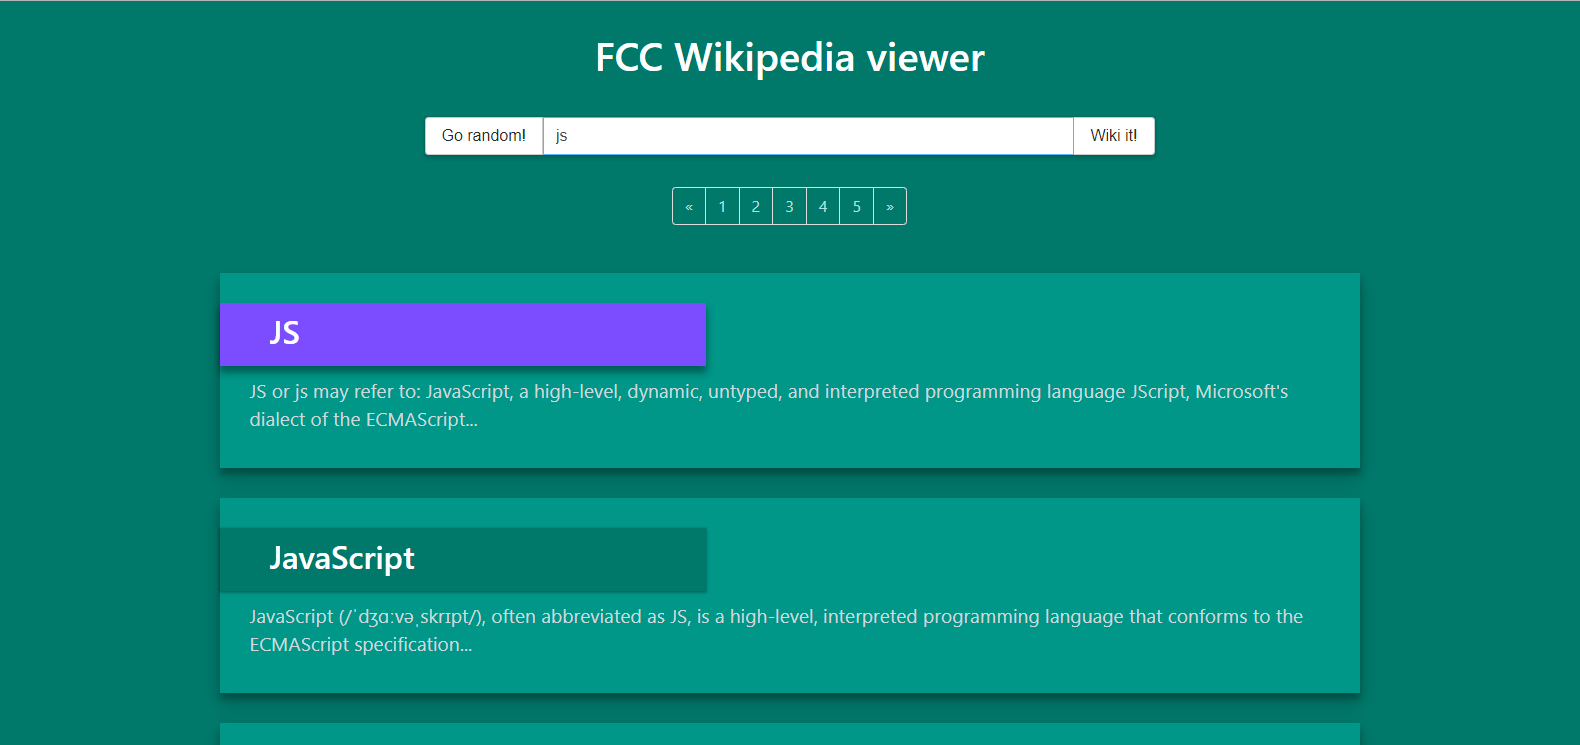 FCC Wikipedia viewer
Go random! js Wiki it!
« 1 2 3 4 5 »
JS
JS or js may refer to: JavaScript, a high-level, dynamic, untyped, and interpreted programming language JScript, Microsoft's
dialect of the ECMAScript...
JavaScript
JavaScript (/ˈdʒɑːvəˌskrɪpt/), often abbreviated as JS, is a high-level, interpreted programming language that conforms to the
ECMAScript specification...